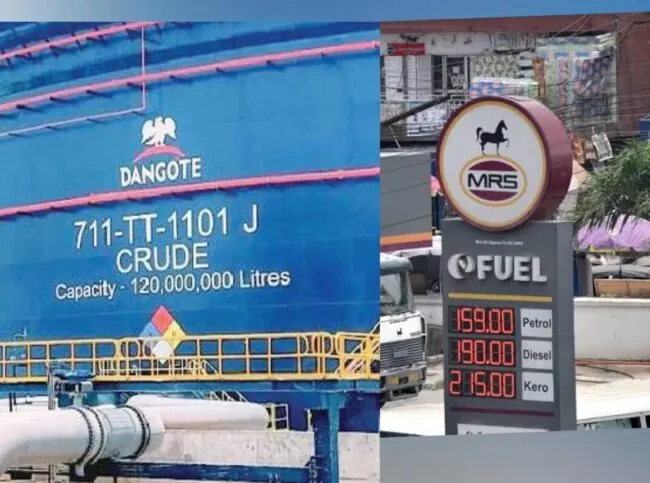 DANGOTE
711-TT-1101 J
CRUDE
Capacity - 120,000,000 Litres
MRS
FUEL
159.00 Petrol
190.00 Diesel
215.00 Kero